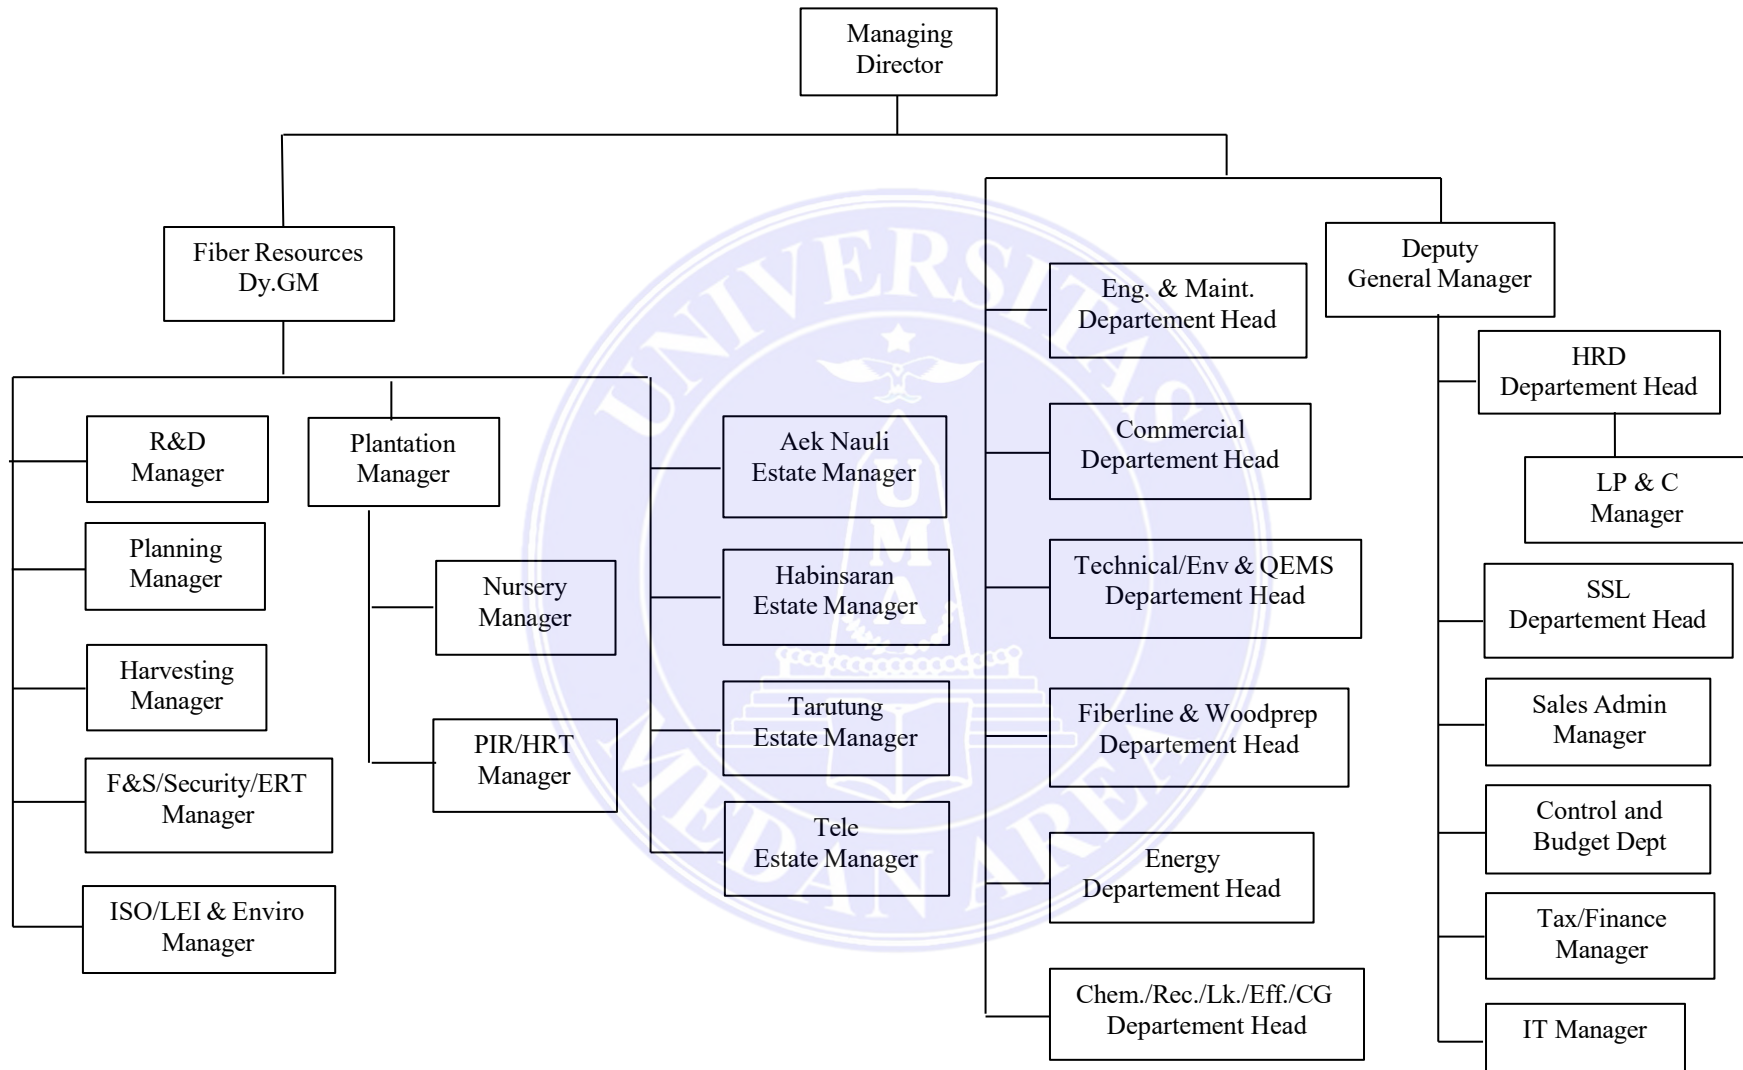 Managing
Director
Fiber Resources
Dy.GM
Deputy
General Manager
R&D
Manager
Planning
Manager
Harvesting
Manager
F&S/Security/ERT
Manager
ISO/LEI & Enviro
Manager
Plantation
Manager
Nursery
Manager
PIR/HRT
Manager
Aek Nauli
Estate Manager
Habinsaran
Estate Manager
Tarutung
Estate Manager
Tele
Estate Manager
Eng. & Maint.
Departement Head
Commercial
Departement Head
Technical/Env & QEMS
Departement Head
Fiberline & Woodprep
Departement Head
Energy
Departement Head
Chem./Rec./Lk./Eff./CG
Departement Head
HRD
Departement Head
LP & C
Manager
SSL
Departement Head
Sales Admin
Manager
Control and
Budget Dept
Tax/Finance
Manager
IT Manager
UNIVERSITAS
MEDAN AREA
UMA